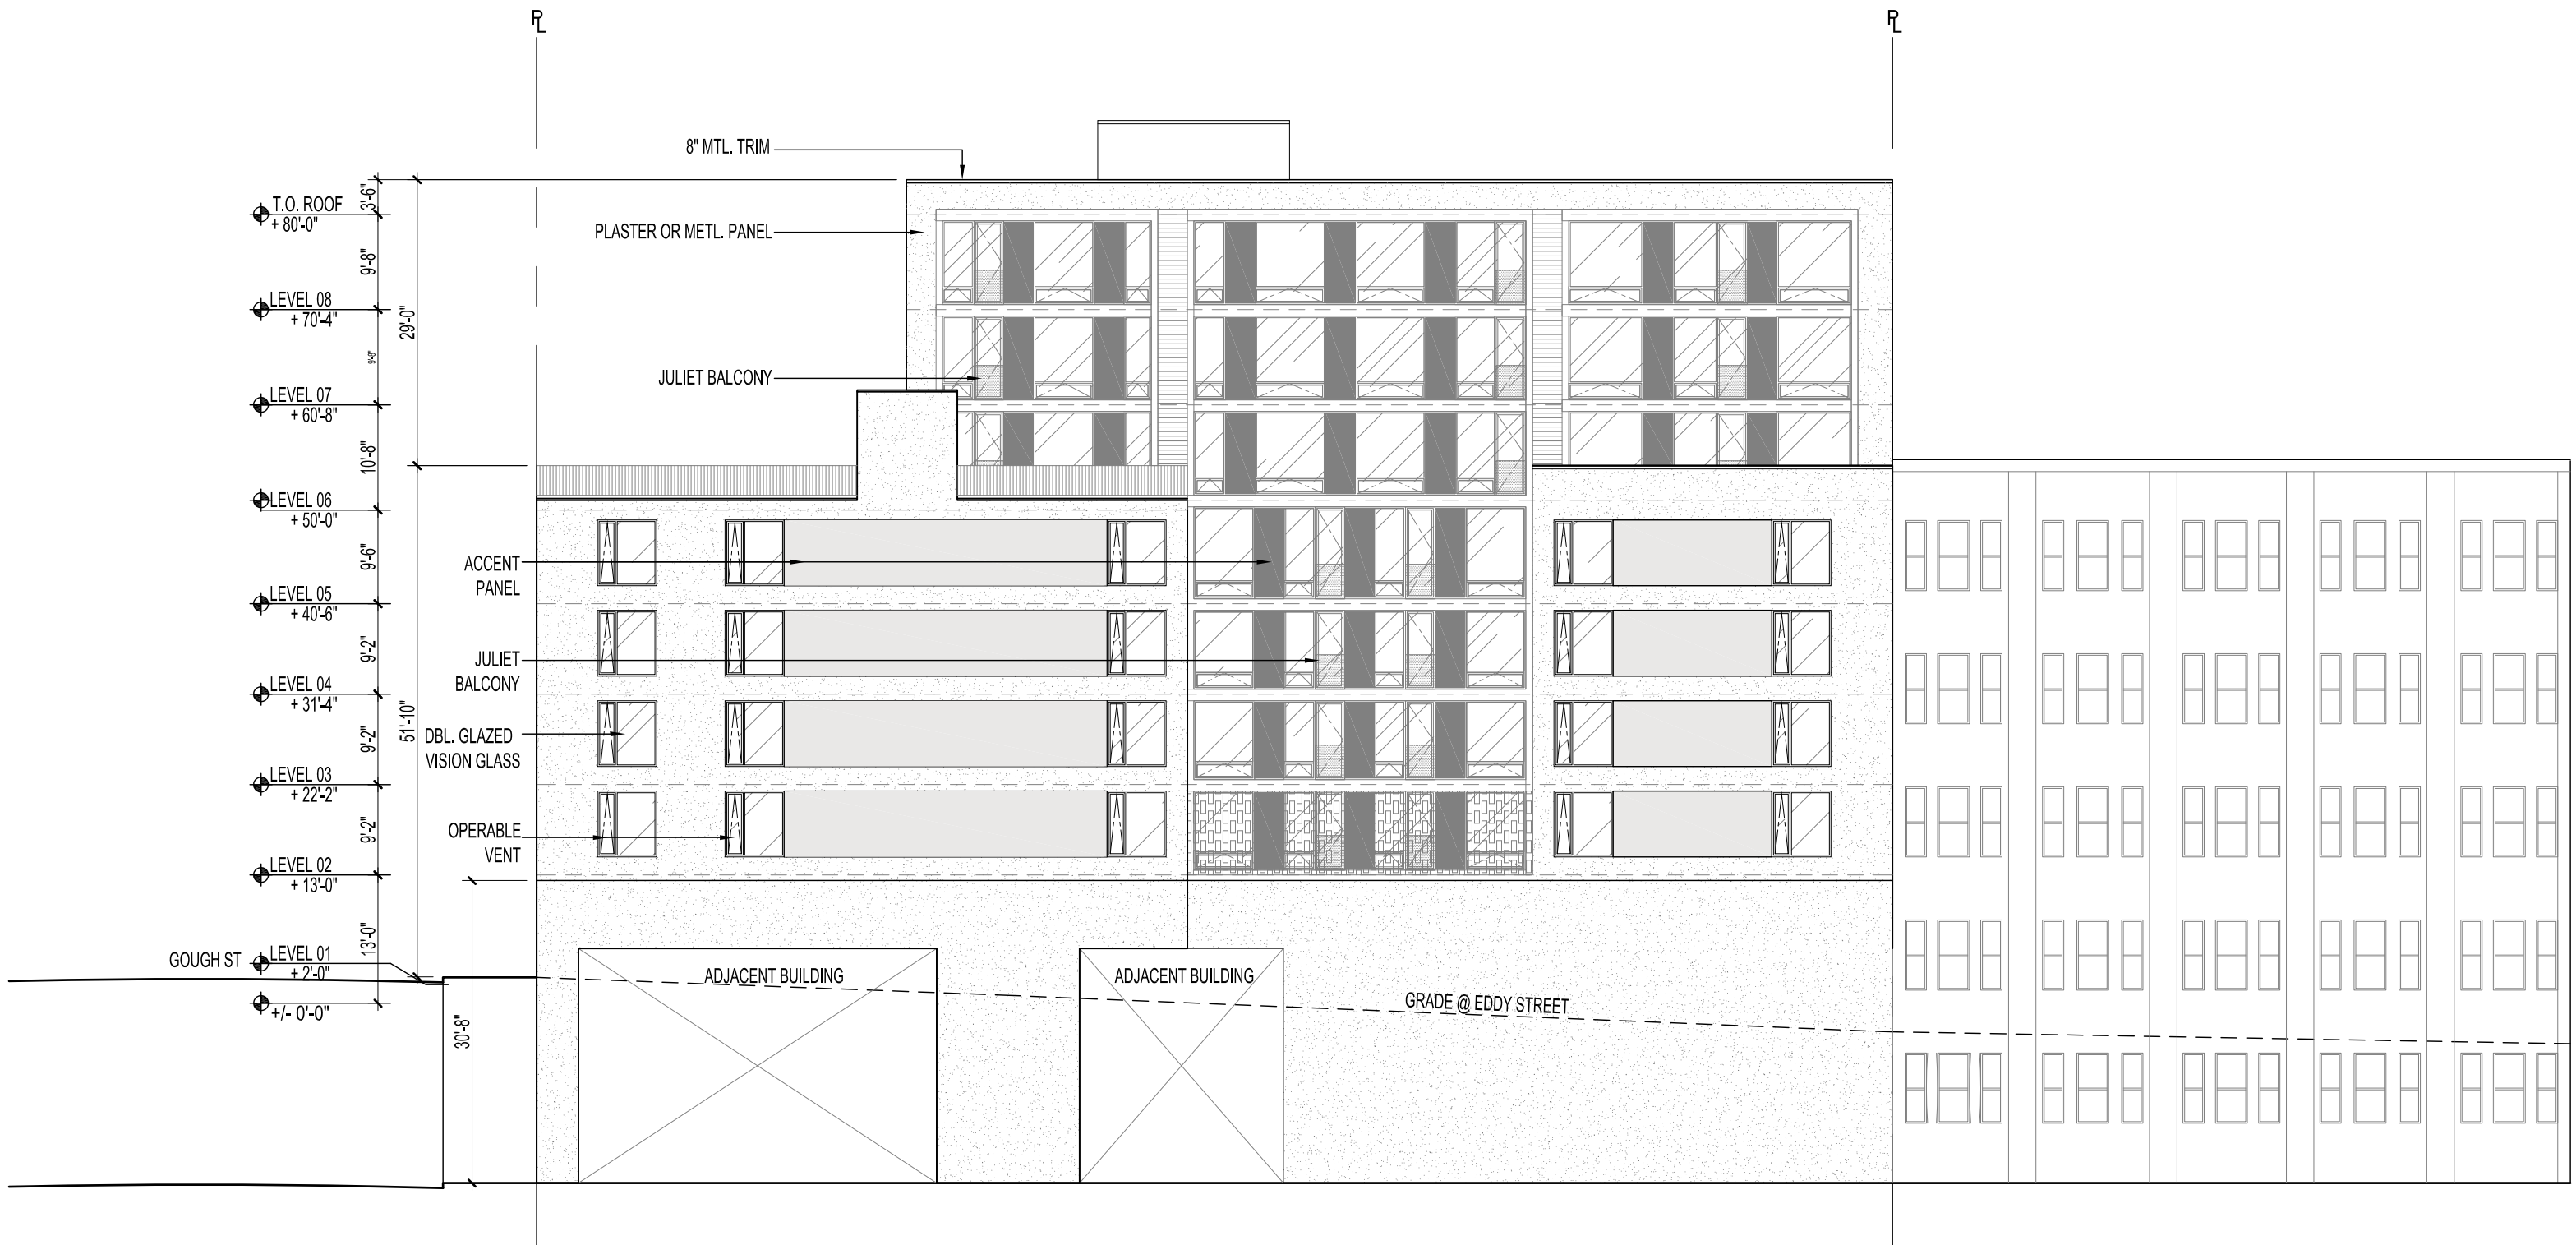 PL
PL
8" MTL. TRIM
3'-6"
T.O. ROOF
+ 80'-0"
PLASTER OR METL. PANEL
9'-8"
LEVEL 08
+ 70'-4"
29'-0"
9'-8"
JULIET BALCONY
LEVEL 07
+ 60'-8"
10'-8"
LEVEL 06
+ 50'-0"
9'-6"
ACCENT
PANEL
LEVEL 05
+ 40'-6"
9'-2"
JULIET
BALCONY
LEVEL 04
+ 31'-4"
51'-10"
9'-2"
DBL. GLAZED
VISION GLASS
LEVEL 03
+ 22'-2"
9'-2"
OPERABLE
VENT
LEVEL 02
+ 13'-0"
13'-0"
GOUGH ST
LEVEL 01
+ 2'-0"
ADJACENT BUILDING
ADJACENT BUILDING
GRADE @ EDDY STREET
+/- 0'-0"
30'-8"